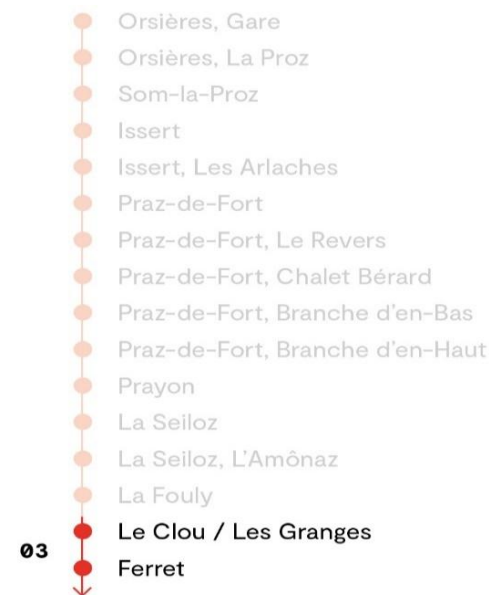 Orsières, Gare
Orsières, La Proz
Som-la-Proz
Issert
Issert, Les Arlaches
Praz-de-Fort
Praz-de-Fort, Le Revers
Praz-de-Fort, Chalet Bérard
Praz-de-Fort, Branche d'en-Bas
Praz-de-Fort, Branche d'en-Haut
Prayon
La Seiloz
La Seiloz, L'Amônaz
La Fouly
Le Clou / Les Granges
03
Ferret